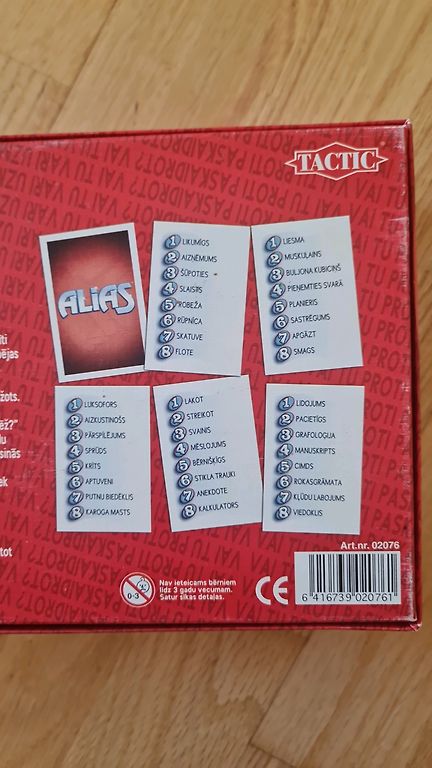 TACTIC
ALIAS
1 LIKUMĪGS
2 AIZŅĒMUMS
3 ŠŪPOTIES
4 SLAISTS
5 ROBEŽA
6 RŪPNĪCA
7 SKATUVE
8 FLOTE
1 LIESMA
2 MUSKULAINS
3 BULJONA KUBICIŅŠ
4 PIEŅEMTIES SVARĀ
5 PLANIERIS
6 SASTRĒGUMS
7 APGĀZT
8 SMAGS
1 LUKSOFORS
2 AIZKUSTINOŠS
3 PĀRSPĪLĒJUMS
4 SPRŪDS
5 KRĪTS
6 APTUVENI
7 PUTNU BIEDĒKLIS
8 KAROGA MASTS
1 LAKOT
2 STREIKOT
3 SVAINIS
4 MĒSLOJUMS
5 BĒRNIŠĶĪGS
6 STIKLA TRAUKI
7 ANEKDOTE
8 KALKULATORS
1 LIDOJUMS
2 PACIETĪGS
3 GRAFOLOĢIJA
4 MANUSKRIPTS
5 CIMDS
6 ROKASGRĀMATA
7 KĻŪDU LABOJUMS
8 VIEDOKLIS
Art.nr. 02076
0-3
Nav ieteicams bērniem
līdz 3 gadu vecumam.
Satur sīkas detaļas.
CE
6 416739 020761